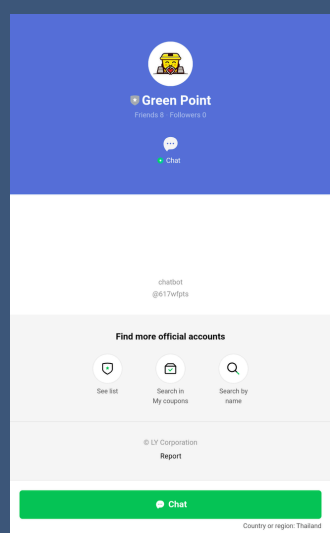 Green Point
Friends 8 · Followers 0
Chat
chatbot
@617wfpts
Find more official accounts
See list
Search in
My coupons
Search by
name
© LY Corporation
Report
Chat
Country or region: Thailand